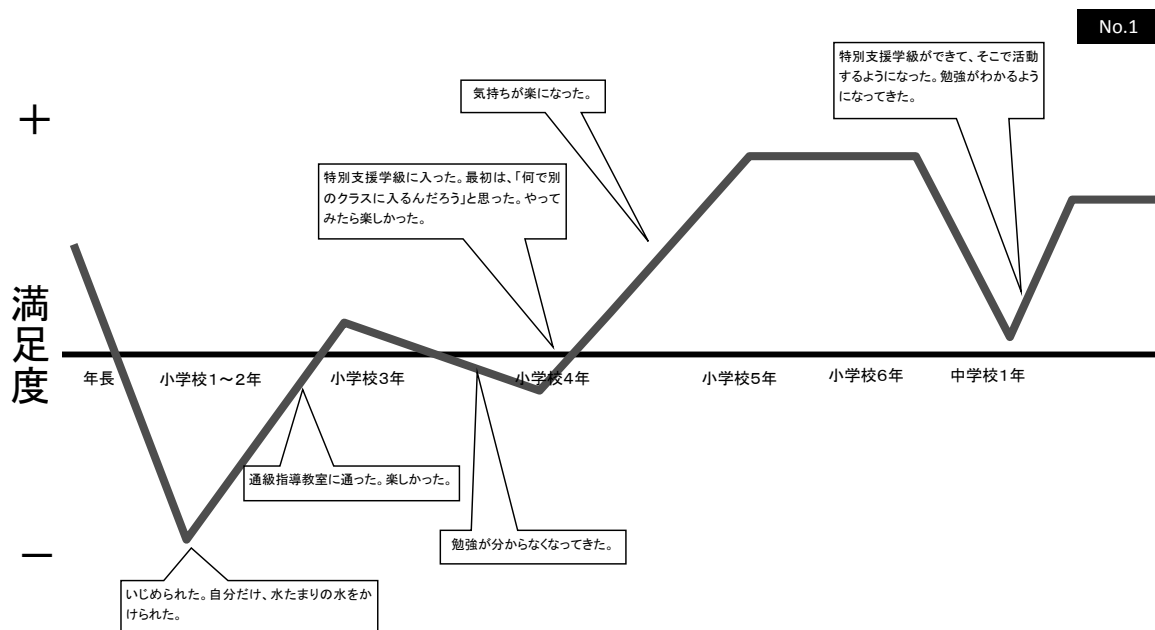 No.1
特別支援学級ができて、そこで活動
するようになった。勉強がわかるよう
になってきた。
気持ちが楽になった。
＋
特別支援学級に入った。最初は、「何で別
のクラスに入るんだろう」と思った。やって
みたら楽しかった。
満足度
年長
小学校1～2年
小学校3年
小学校4年
小学校5年
小学校6年
中学校1年
通級指導教室に通った。楽しかった。
勉強が分からなくなってきた。
－
いじめられた。自分だけ、水たまりの水をか
けられた。